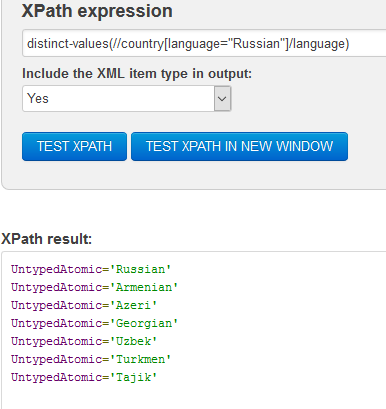 XPath expression
distinct-values(//country[language="Russian"]/language)
Include the XML item type in output:
Yes
TEST XPATH TEST XPATH IN NEW WINDOW
XPath result:
UntypedAtomic='Russian'
UntypedAtomic='Armenian'
UntypedAtomic='Azeri'
UntypedAtomic='Georgian'
UntypedAtomic='Uzbek'
UntypedAtomic='Turkmen'
UntypedAtomic='Tajik'